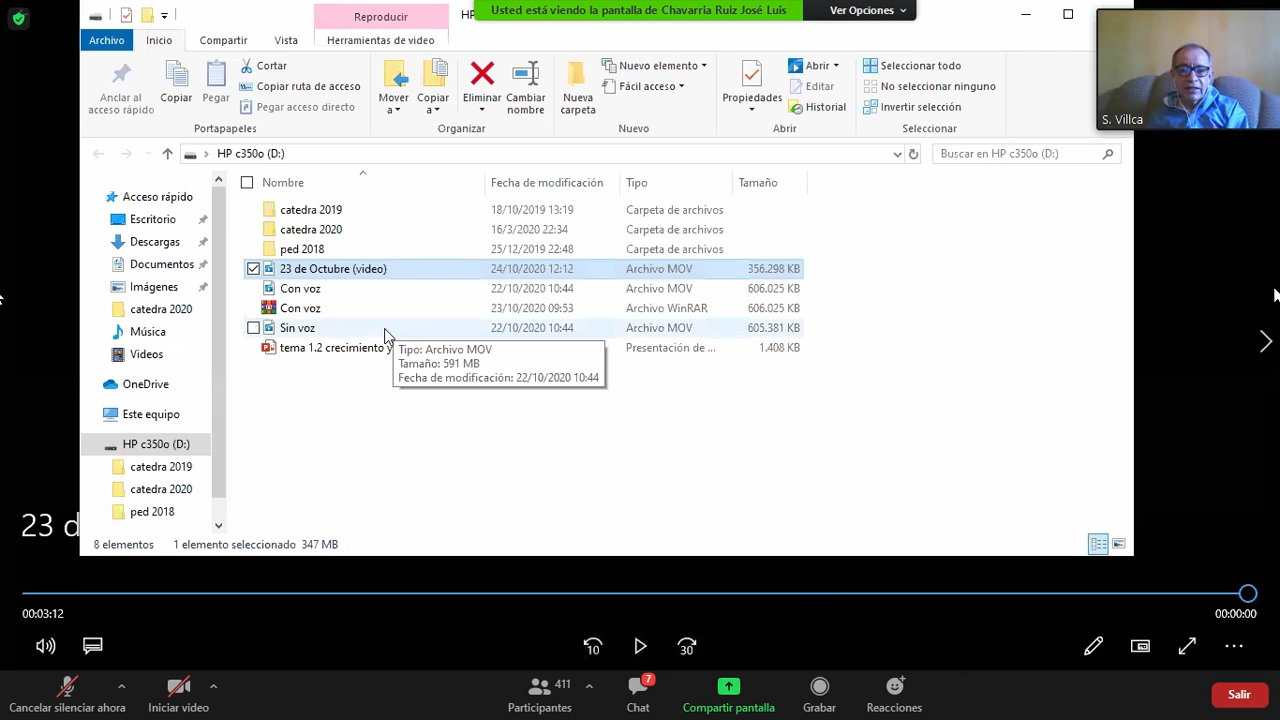 Usted está viendo la pantalla de Chavarria Ruiz José Luis
Ver Opciones
Reproducir
HP
Archivo
Inicio
Compartir
Vista
Herramientas de video
Anclar al acceso rápido
Copiar
Pegar
Cortar
Copiar ruta de acceso
Pegar acceso directo
Portapapeles
Mover a
Copiar a
Eliminar
Cambiar nombre
Organizar
Nueva carpeta
Nuevo elemento
Fácil acceso
Nuevo
Propiedades
Abrir
Editar
Historial
Abrir
Seleccionar todo
No seleccionar ninguno
Invertir selección
Seleccionar
S. Villca
HP c350o (D:)
Buscar en HP c350o (D:)
Nombre Fecha de modificación Tipo Tamaño
catedra 2019 18/10/2019 13:19 Carpeta de archivos
catedra 2020 16/3/2020 22:34 Carpeta de archivos
ped 2018 25/12/2019 22:48 Carpeta de archivos
23 de Octubre (video) 24/10/2020 12:12 Archivo MOV 356.298 KB
Con voz 22/10/2020 10:44 Archivo MOV 606.025 KB
Con voz 23/10/2020 09:53 Archivo WinRAR 606.025 KB
Sin voz 22/10/2020 10:44 Archivo MOV 605.381 KB
tema 1.2 crecimiento y Presentación de ... 1.408 KB
Tipo: Archivo MOV
Tamaño: 591 MB
Fecha de modificación: 22/10/2020 10:44
Acceso rápido
Escritorio
Descargas
Documentos
Imágenes
catedra 2020
Música
Videos
OneDrive
Este equipo
HP c350o (D:)
catedra 2019
catedra 2020
ped 2018
8 elementos 1 elemento seleccionado 347 MB
23 d
00:03:12
00:00:00
10
30
Cancelar silenciar ahora
Iniciar video
411
Participantes
7
Chat
Compartir pantalla
Grabar
Reacciones
Salir